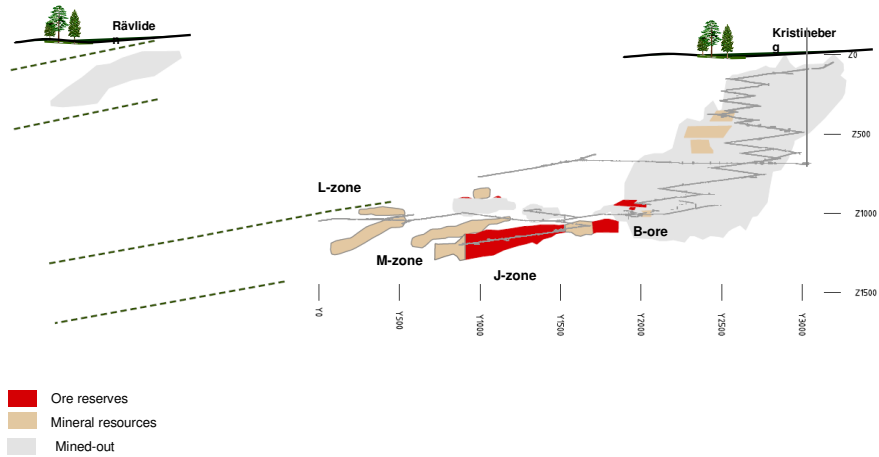 Rävlide
n
Kristineber
g
Z0
Z500
L-zone
Z1000
B-ore
M-zone
J-zone
Z1500
Y0
Y500
Y1000
Y1500
Y2000
Y2500
Y3000
Ore reserves
Mineral resources
Mined-out